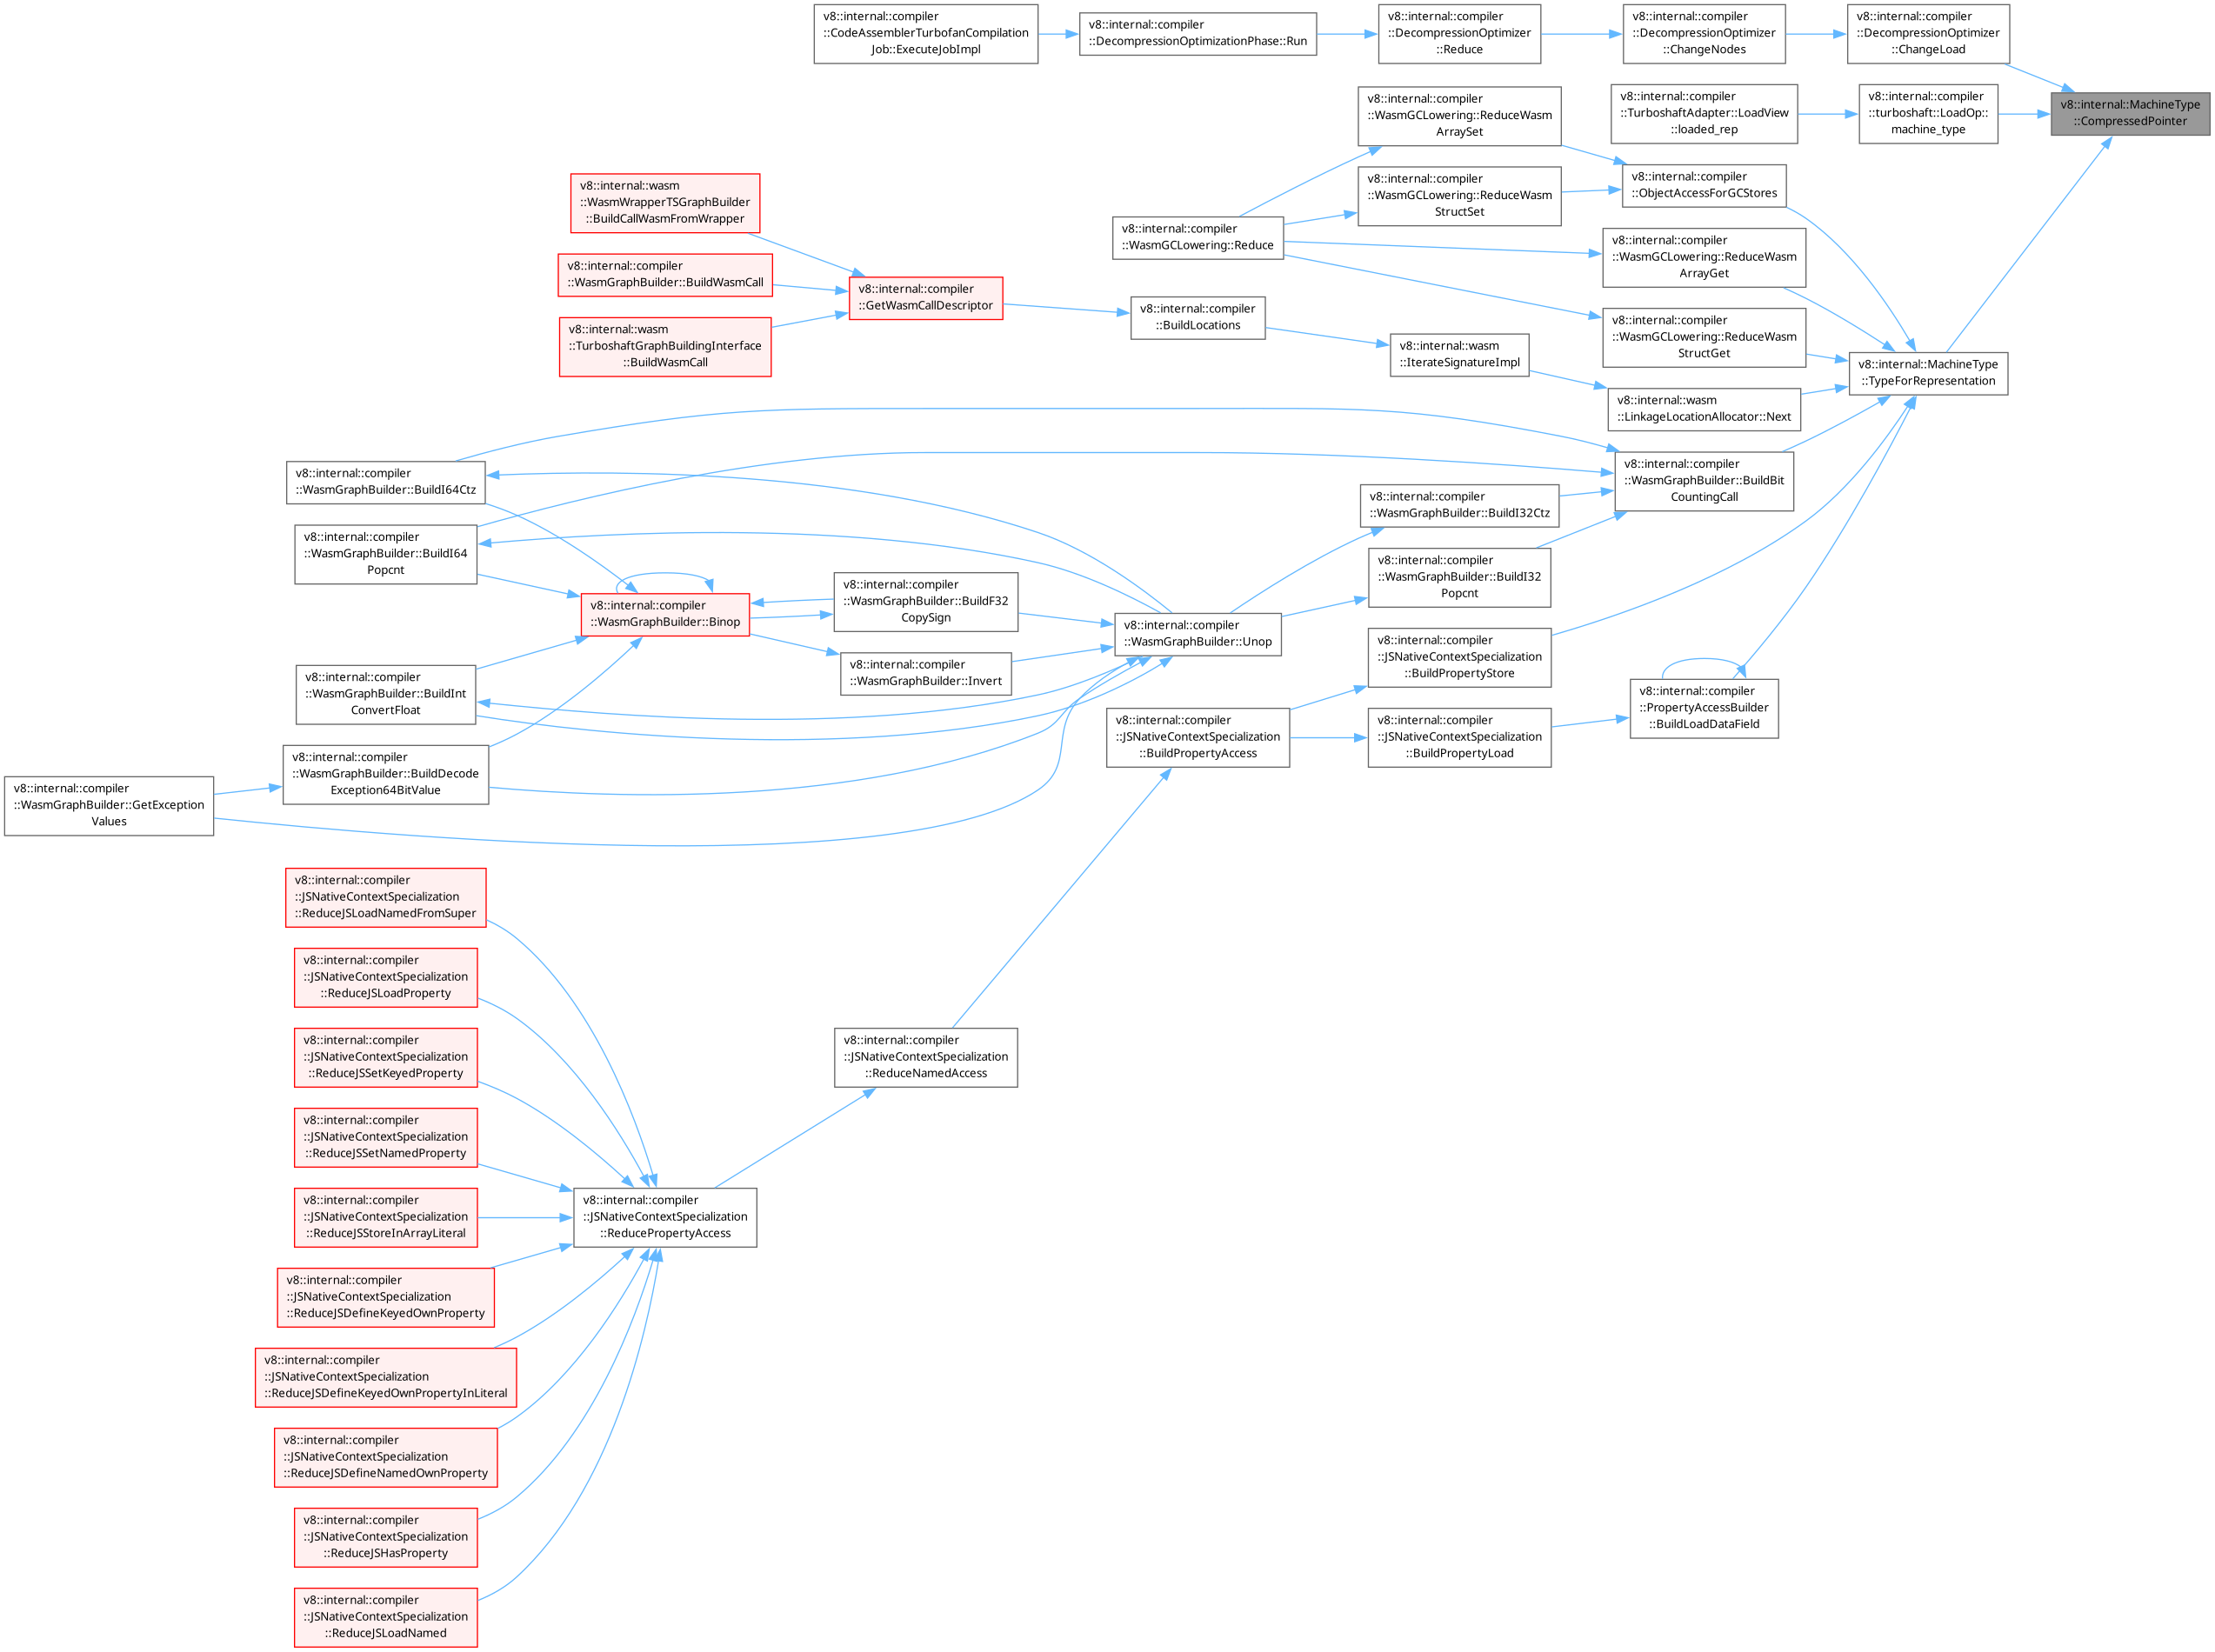 v8::internal::compiler
::CodeAssemblerTurbofanCompilation
Job::ExecuteJobImpl
v8::internal::compiler
::DecompressionOptimizationPhase::Run
v8::internal::compiler
::DecompressionOptimizer
::Reduce
v8::internal::compiler
::DecompressionOptimizer
::ChangeNodes
v8::internal::compiler
::DecompressionOptimizer
::ChangeLoad
v8::internal::MachineType
::CompressedPointer
v8::internal::compiler
::turboshaft::LoadOp::
machine_type
v8::internal::compiler
::TurboshaftAdapter::LoadView
::loaded_rep
v8::internal::compiler
::WasmGCLowering::ReduceWasm
ArraySet
v8::internal::compiler
::WasmGCLowering::ReduceWasm
StructSet
v8::internal::compiler
::ObjectAccessForGCStores
v8::internal::compiler
::WasmGCLowering::Reduce
v8::internal::compiler
::WasmGCLowering::ReduceWasm
ArrayGet
v8::internal::compiler
::WasmGCLowering::ReduceWasm
StructGet
v8::internal::MachineType
::TypeForRepresentation
v8::internal::wasm
::WasmWrapperTSGraphBuilder
::BuildCallWasmFromWrapper
v8::internal::compiler
::WasmGraphBuilder::BuildWasmCall
v8::internal::wasm
::TurboshaftGraphBuildingInterface
::BuildWasmCall
v8::internal::compiler
::GetWasmCallDescriptor
v8::internal::compiler
::BuildLocations
v8::internal::wasm
::IterateSignatureImpl
v8::internal::wasm
::LinkageLocationAllocator::Next
v8::internal::compiler
::WasmGraphBuilder::BuildI64Ctz
v8::internal::compiler
::WasmGraphBuilder::BuildI64
Popcnt
v8::internal::compiler
::WasmGraphBuilder::Binop
v8::internal::compiler
::WasmGraphBuilder::BuildF32
CopySign
v8::internal::compiler
::WasmGraphBuilder::Invert
v8::internal::compiler
::WasmGraphBuilder::Unop
v8::internal::compiler
::WasmGraphBuilder::BuildI32Ctz
v8::internal::compiler
::WasmGraphBuilder::BuildI32
Popcnt
v8::internal::compiler
::WasmGraphBuilder::BuildBit
CountingCall
v8::internal::compiler
::WasmGraphBuilder::BuildInt
ConvertFloat
v8::internal::compiler
::WasmGraphBuilder::BuildDecode
Exception64BitValue
v8::internal::compiler
::WasmGraphBuilder::GetException
Values
v8::internal::compiler
::JSNativeContextSpecialization
::BuildPropertyStore
v8::internal::compiler
::JSNativeContextSpecialization
::BuildPropertyAccess
v8::internal::compiler
::JSNativeContextSpecialization
::BuildPropertyLoad
v8::internal::compiler
::PropertyAccessBuilder
::BuildLoadDataField
v8::internal::compiler
::JSNativeContextSpecialization
::ReduceNamedAccess
v8::internal::compiler
::JSNativeContextSpecialization
::ReducePropertyAccess
v8::internal::compiler
::JSNativeContextSpecialization
::ReduceJSLoadNamedFromSuper
v8::internal::compiler
::JSNativeContextSpecialization
::ReduceJSLoadProperty
v8::internal::compiler
::JSNativeContextSpecialization
::ReduceJSSetKeyedProperty
v8::internal::compiler
::JSNativeContextSpecialization
::ReduceJSSetNamedProperty
v8::internal::compiler
::JSNativeContextSpecialization
::ReduceJSStoreInArrayLiteral
v8::internal::compiler
::JSNativeContextSpecialization
::ReduceJSDefineKeyedOwnProperty
v8::internal::compiler
::JSNativeContextSpecialization
::ReduceJSDefineKeyedOwnPropertyInLiteral
v8::internal::compiler
::JSNativeContextSpecialization
::ReduceJSDefineNamedOwnProperty
v8::internal::compiler
::JSNativeContextSpecialization
::ReduceJSHasProperty
v8::internal::compiler
::JSNativeContextSpecialization
::ReduceJSLoadNamed